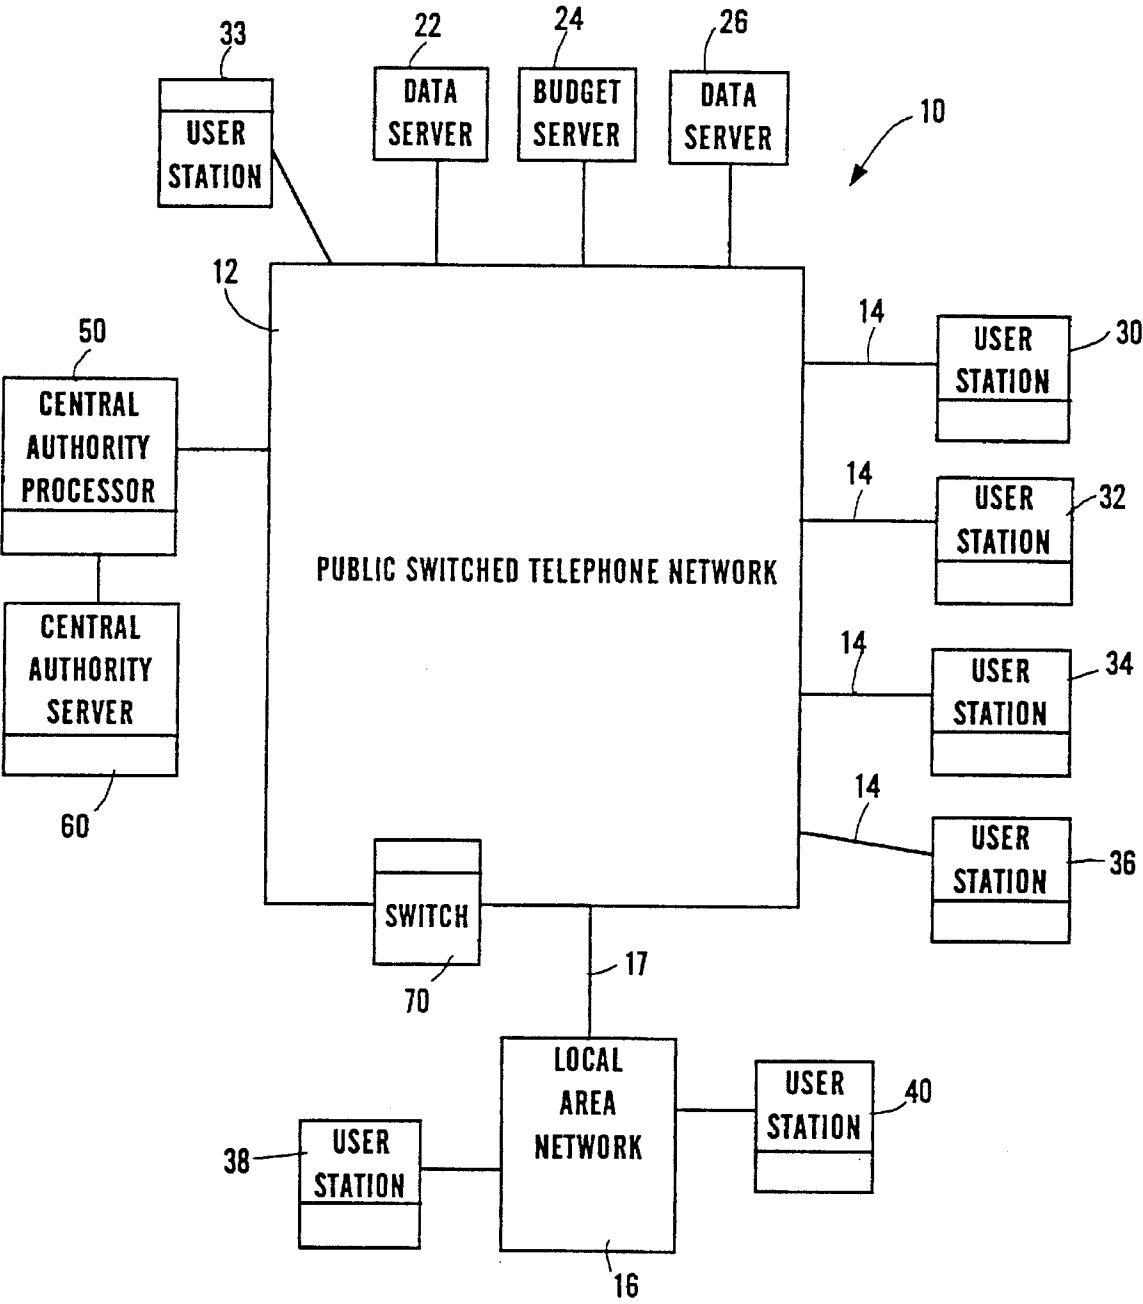 33
22
24
26
10
USER
STATION
DATA
SERVER
BUDGET
SERVER
DATA
SERVER
12
14
USER
STATION
30
50
CENTRAL
AUTHORITY
PROCESSOR
14
USER
STATION
32
PUBLIC SWITCHED TELEPHONE NETWORK
CENTRAL
AUTHORITY
SERVER
60
14
USER
STATION
34
14
USER
STATION
36
SWITCH
70
17
LOCAL
AREA
NETWORK
16
USER
STATION
40
38
USER
STATION